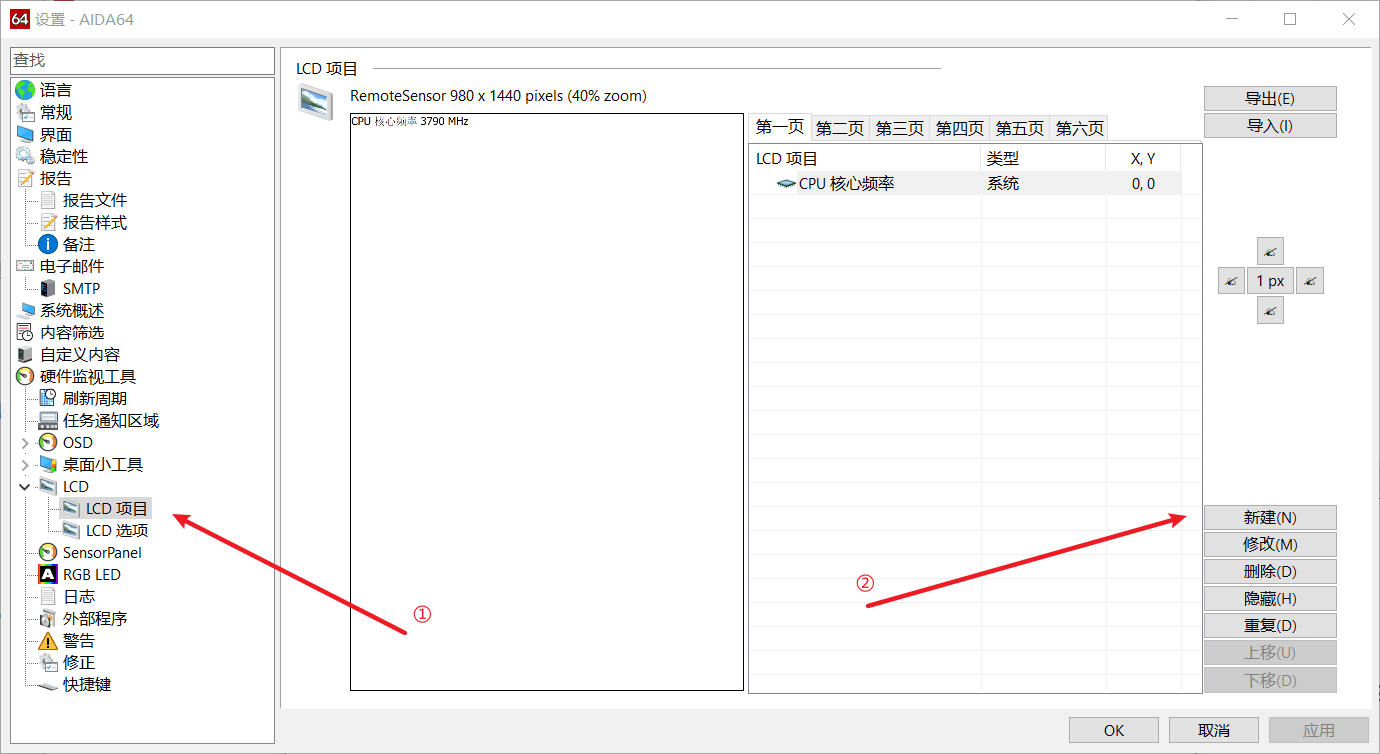 64 设置 - AIDA64
查找
语言
常规
界面
稳定性
报告
报告文件
报告样式
备注
电子邮件
SMTP
系统概述
内容筛选
自定义内容
硬件监视工具
刷新周期
任务通知区域
OSD
桌面小工具
LCD
LCD 项目
LCD 选项
SensorPanel
A RGB LED
日志
外部程序
警告
修正
快捷键
LCD 项目
RemoteSensor 980 x 1440 pixels (40% zoom)
CPU 核心频率 3790 MHz
①
第一页 第二页 第三页 第四页 第五页 第六页
LCD 项目 类型 X, Y
CPU 核心频率 系统 0, 0
②
导出(E)
导入(I)
1 px
新建(N)
修改(M)
删除(D)
隐藏(H)
重复(D)
上移(U)
下移(D)
OK 取消 应用